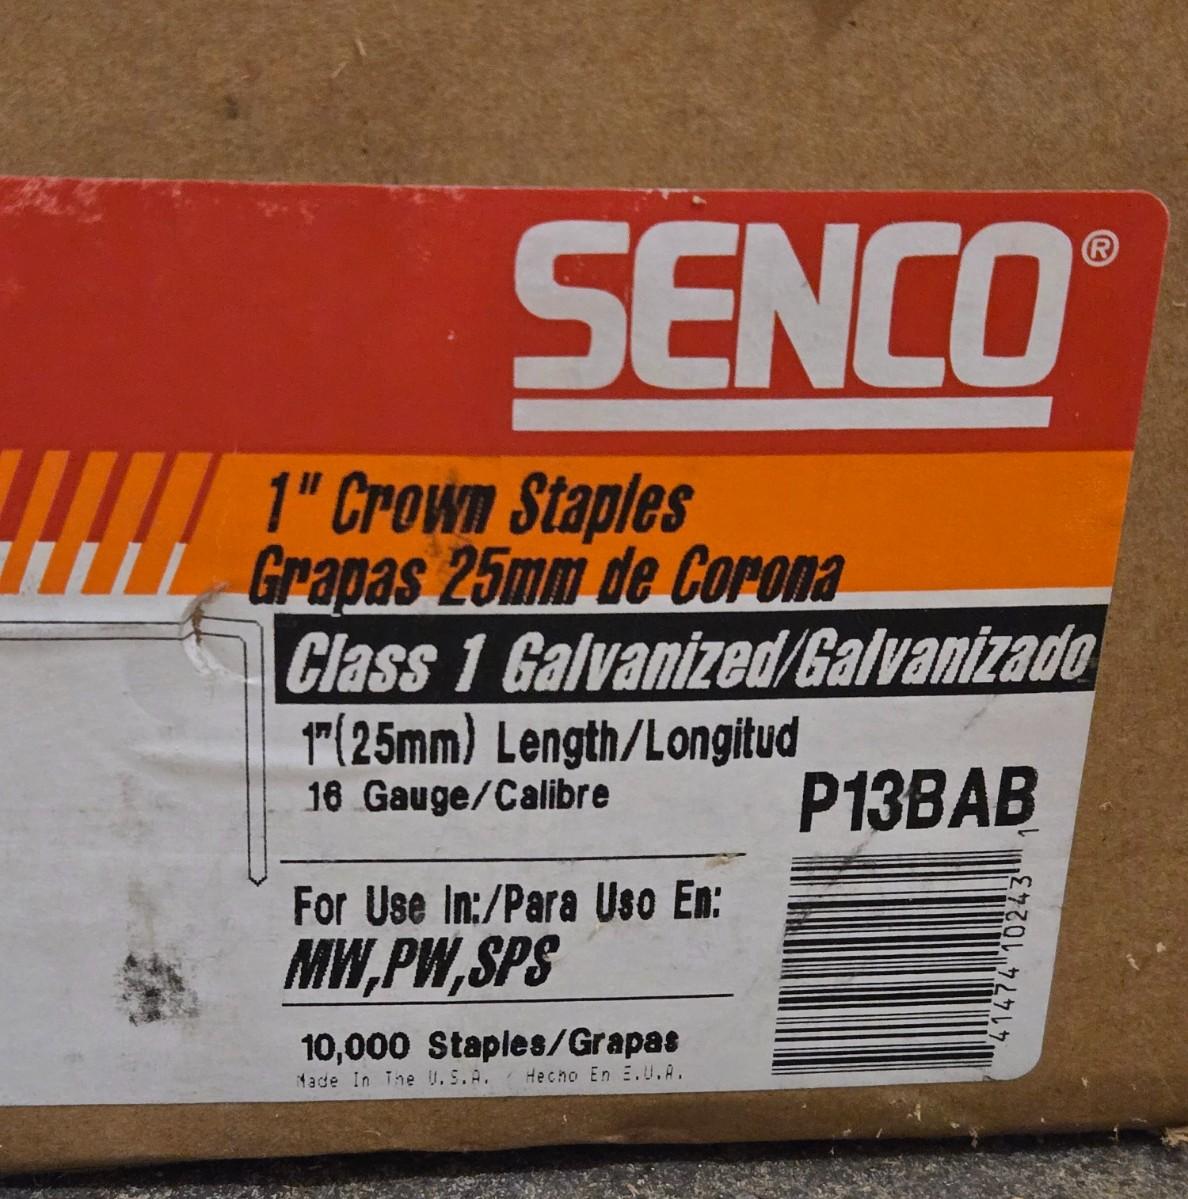 SENCO®
1" Crown Staples
Grapas 25mm de Corona
Class 1 Galvanized/Galvanizado
1"(25mm) Length/Longitud
16 Gauge/Calibre
P13BAB
For Use In:/Para Uso En:
MW,PW,SPS
10,000 Staples/Grapas
Made In The U.S.A. / Hecho En E.U.A.
41474 10243 1